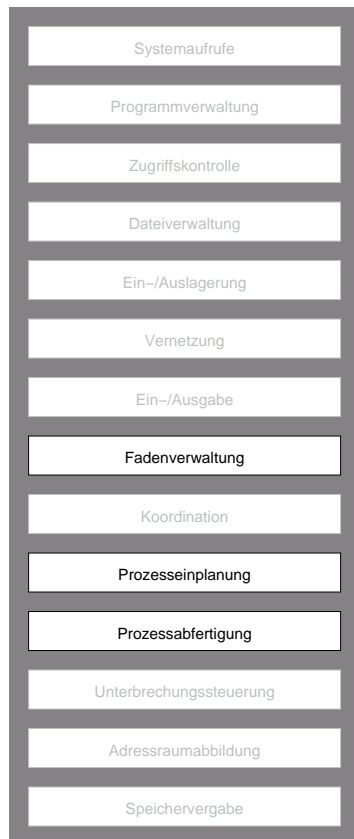 Systemaufrufe
Programmverwaltung
Zugriffskontrolle
Dateiverwaltung
Ein−/Auslagerung
Vernetzung
Ein−/Ausgabe
Fadenverwaltung
Koordination
Prozesseinplanung
Prozessabfertigung
Unterbrechungssteuerung
Adressraumabbildung
Speichervergabe